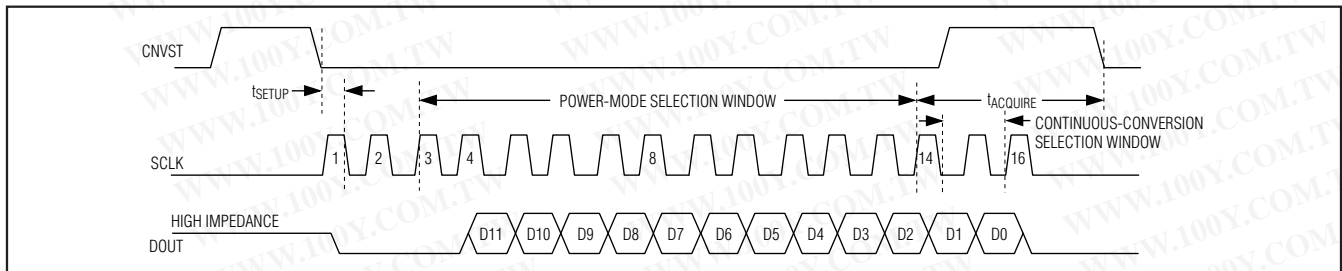 CNVST
tSETUP
POWER-MODE SELECTION WINDOW
tACQUIRE
CONTINUOUS-CONVERSION
SELECTION WINDOW
SCLK
1 2 3 4 8 14 16
HIGH IMPEDANCE
DOUT
D11 D10 D9 D8 D7 D6 D5 D4 D3 D2 D1 D0
WWW.100Y.COM.TW